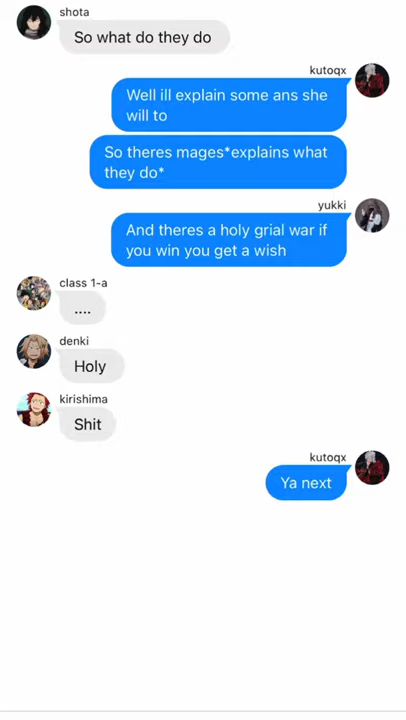 shota
So what do they do
kutoqx
Well ill explain some ans she
will to
So theres mages*explains what
they do*
yukki
And theres a holy grial war if
you win you get a wish
class 1-a
....
denki
Holy
kirishima
Shit
kutoqx
Ya next